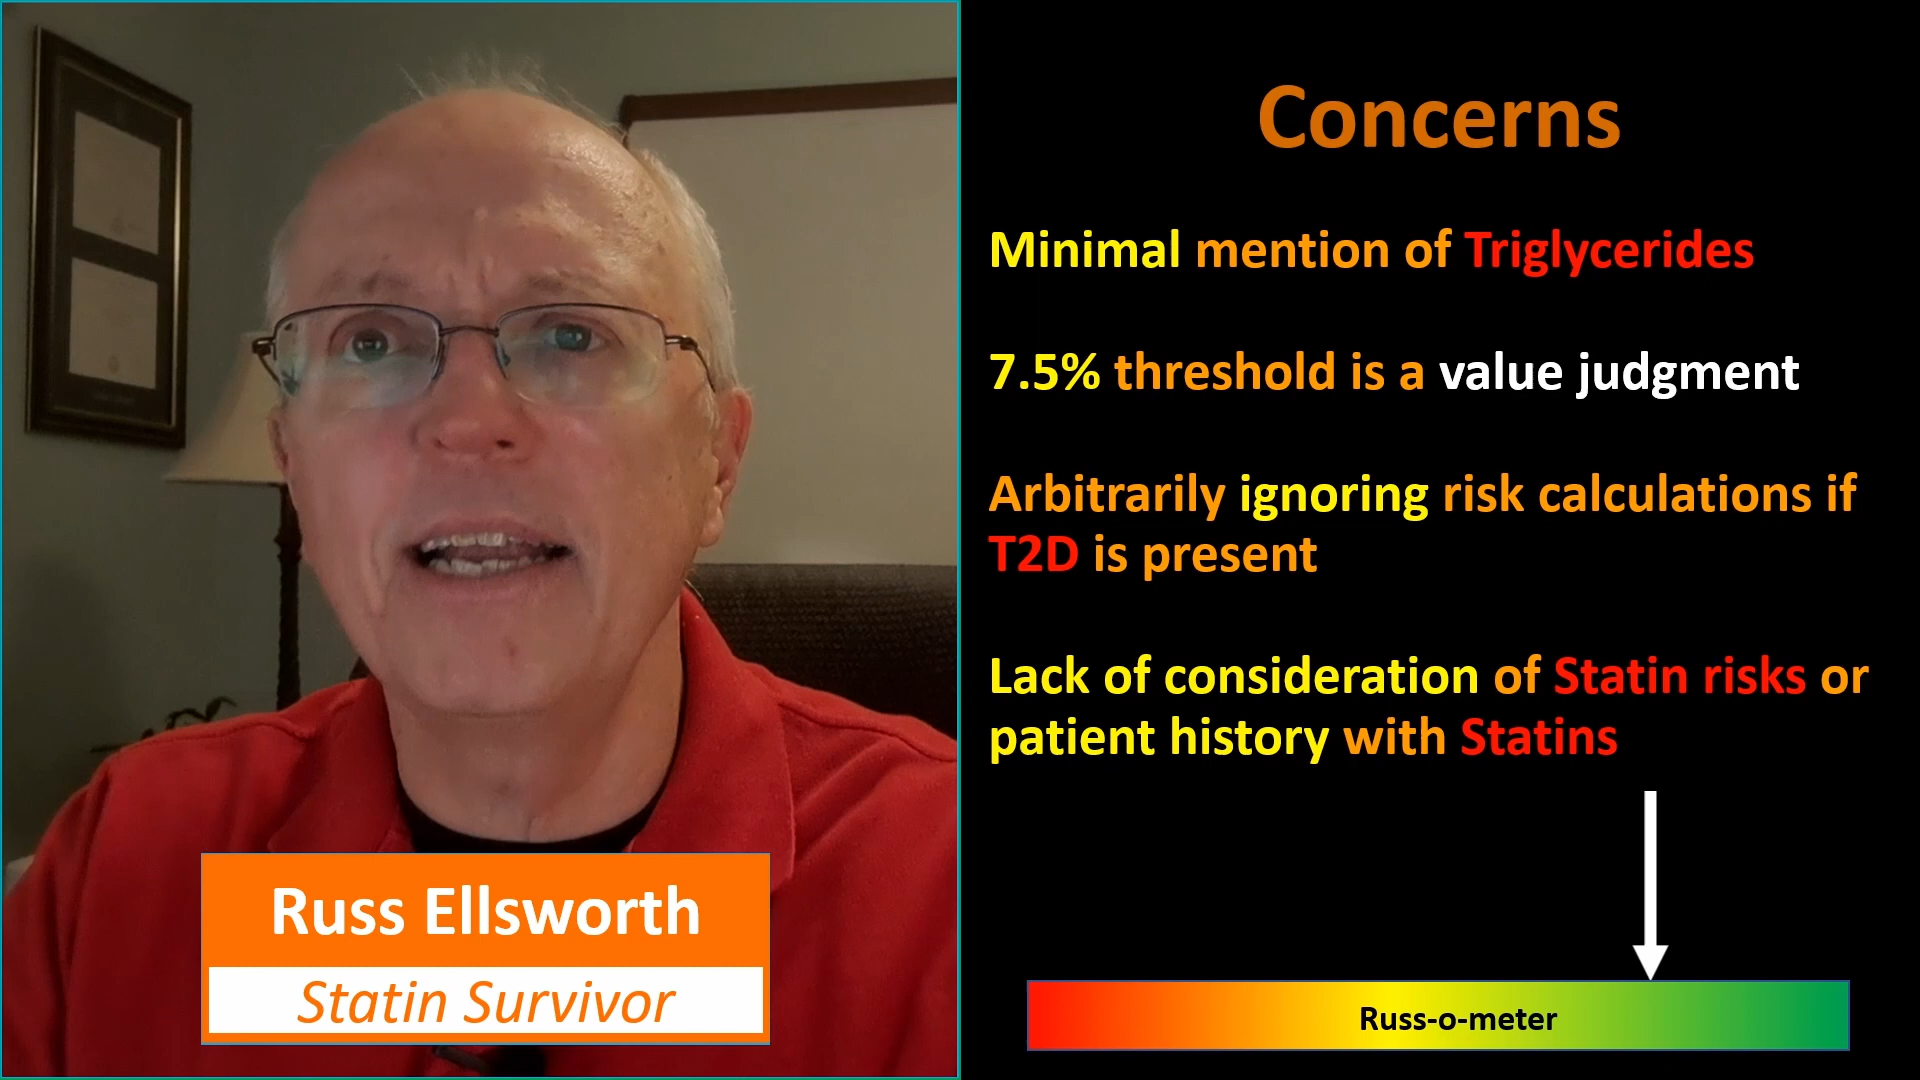 Concerns
Minimal mention of Triglycerides
7.5% threshold is a value judgment
Arbitrarily ignoring risk calculations if
T2D is present
Lack of consideration of Statin risks or
patient history with Statins
Russ Ellsworth
Statin Survivor
Russ-o-meter